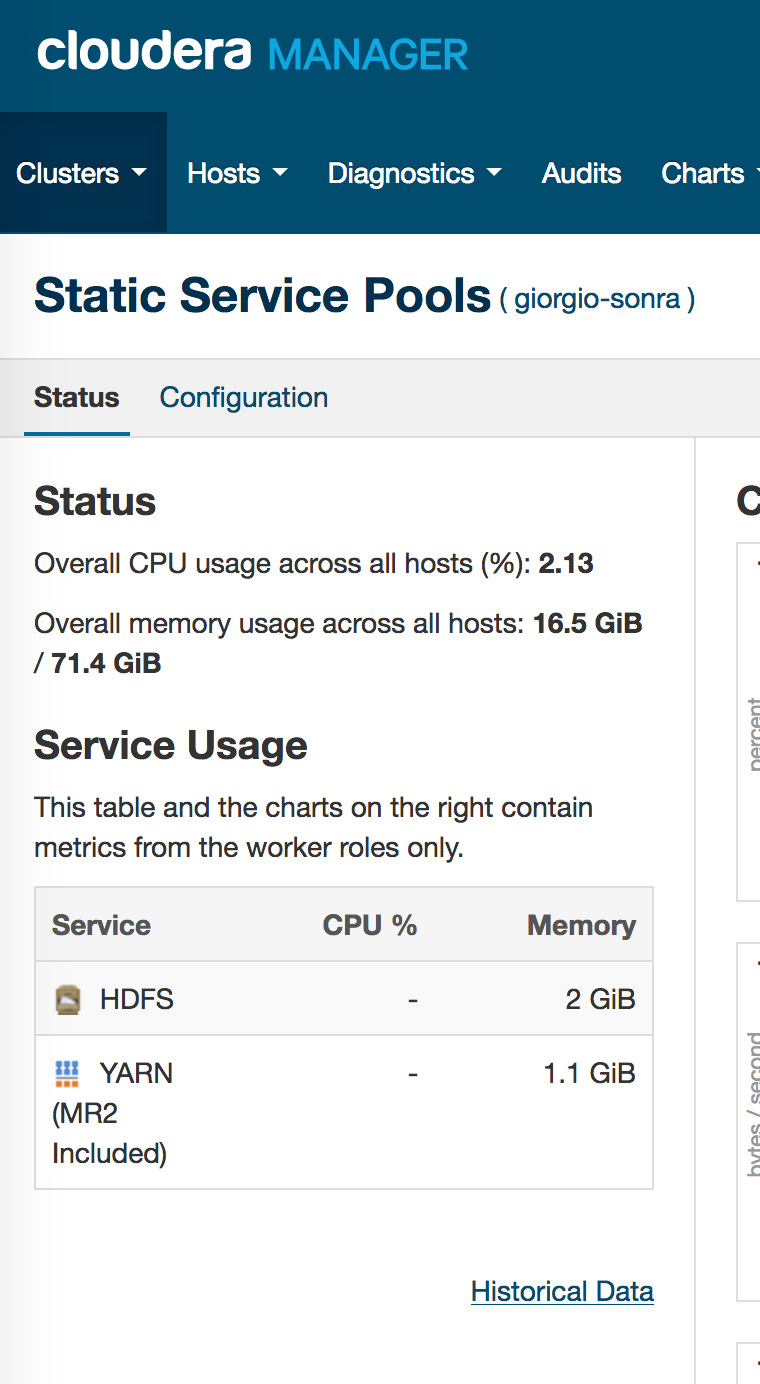 cloudera MANAGER
Clusters Hosts Diagnostics Audits Charts
Static Service Pools ( giorgio-sonra )
Status Configuration
Status
Overall CPU usage across all hosts (%): 2.13
Overall memory usage across all hosts: 16.5 GiB
/ 71.4 GiB
Service Usage
This table and the charts on the right contain
metrics from the worker roles only.
Service CPU % Memory
HDFS - 2 GiB
YARN - 1.1 GiB
(MR2
Included)
Historical Data
C
percent
bytes / second